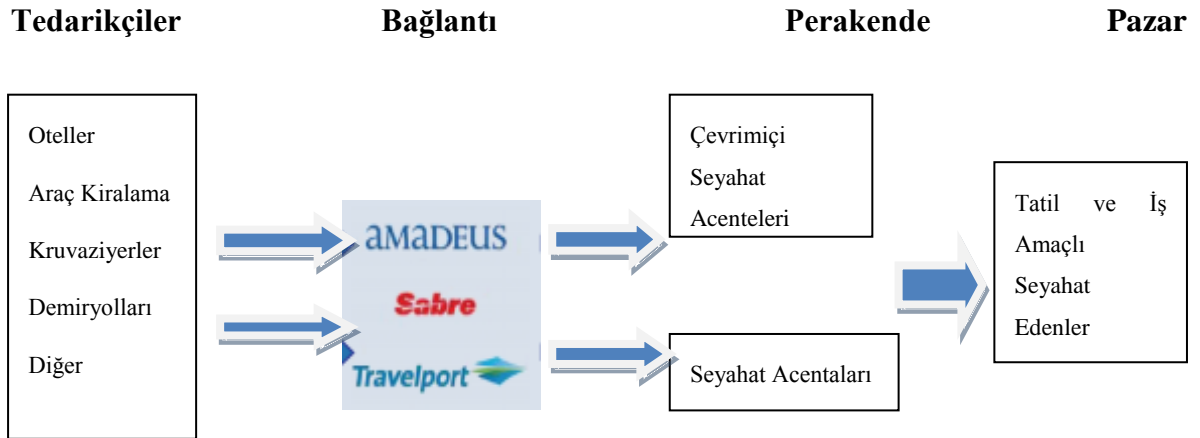 Tedarikçiler Bağlantı Perakende Pazar
Oteller
Araç Kiralama
Kruvaziyerler
Demiryolları
Diğer
amadeus
Sabre
Travelport
Çevrimiçi
Seyahat
Acenteleri
Seyahat Acentaları
Tatil ve İş
Amaçlı
Seyahat
Edenler